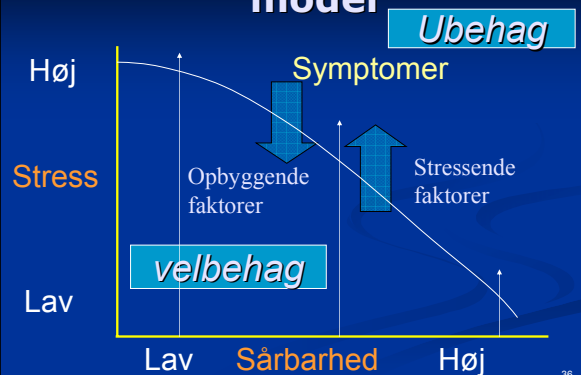 model
Ubehag
Høj
Symptomer
Stress
Opbyggende
faktorer
Stressende
faktorer
velbehag
Lav
Lav
Sårbarhed
Høj
36